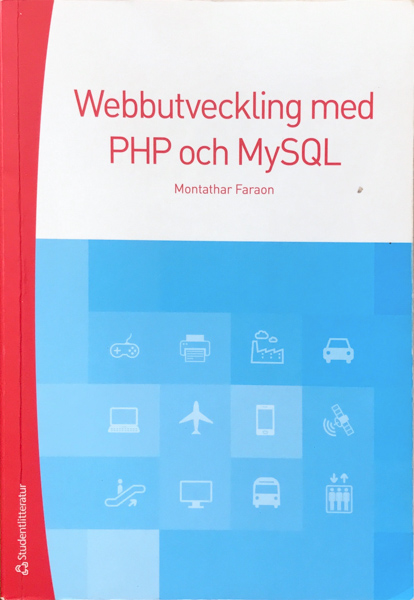 Webbutveckling med
PHP och MySQL
Montathar Faraon
Studentlitteratur